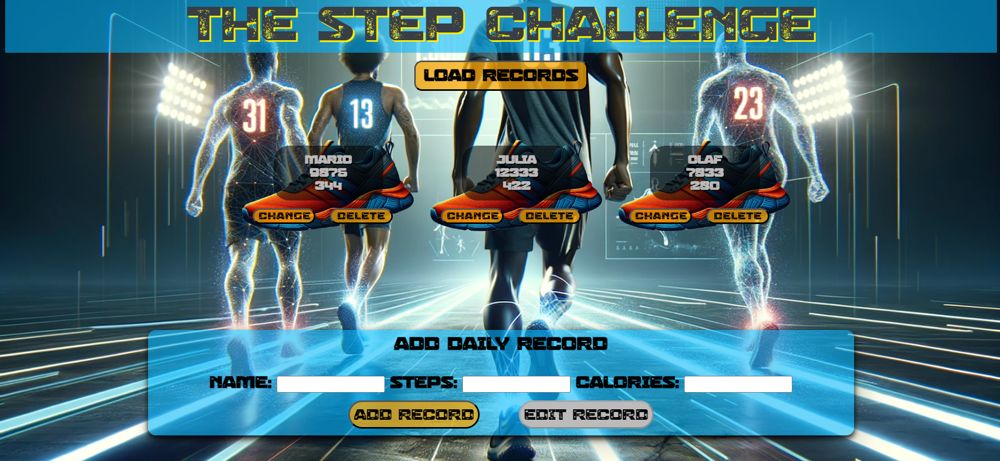 THE STEP CHALLENGE
LOAD RECORDS
31
13
03
23
MARIO
9875
344
CHANGE DELETE
JULIA
12333
422
CHANGE DELETE
OLAF
7833
280
CHANGE DELETE
ADD DAILY RECORD
NAME: STEPS: CALORIES:
ADD RECORD EDIT RECORD